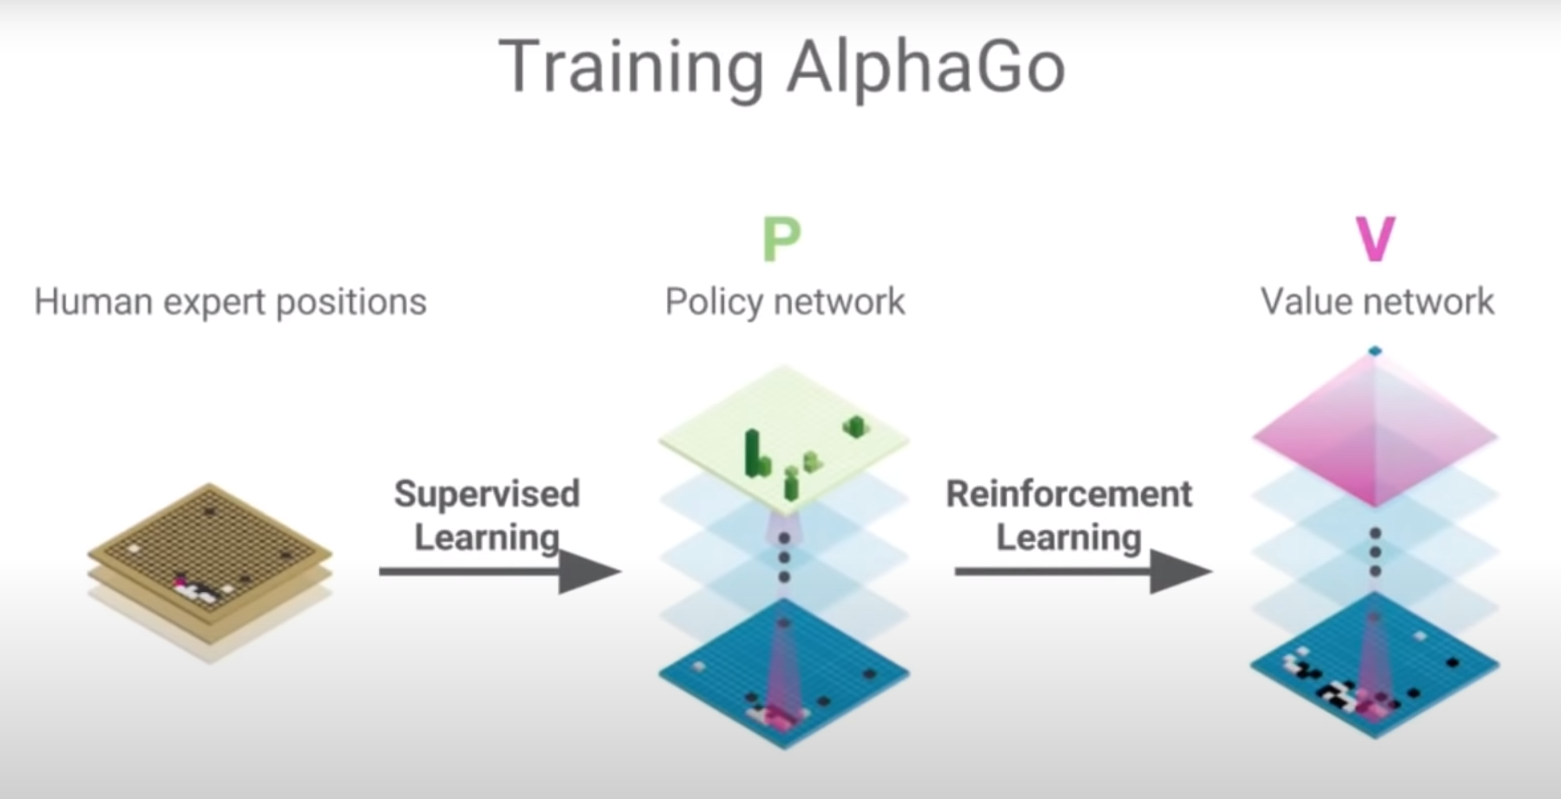 Training AlphaGo
Human expert positions
Supervised
Learning
P
Policy network
Reinforcement
Learning
V
Value network